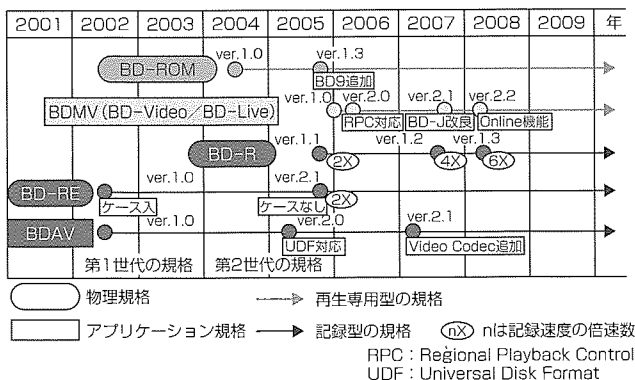 2001 2002 2003 2004 2005 2006 2007 2008 2009 年
BD-ROM ver.1.0 ver.1.3
BD9追加
BDMV(BD-Video/BD-Live) ver.1.0 ver.2.0 ver.2.1 ver.2.2
RPC対応 BD-J改良 Online機能
BD-R ver.1.1 2X ver.1.2 4X ver.1.3 6X
BD-RE ver.1.0 ver.2.1 2X
ケース入 ケースなし
BDAV ver.1.0 ver.2.0 ver.2.1
UDF対応 Video Codec追加
第1世代の規格 第2世代の規格
物理規格 再生専用型の規格
アプリケーション規格 記録型の規格 nX nは記録速度の倍速数
RPC:Regional Playback Control
UDF:Universal Disk Format